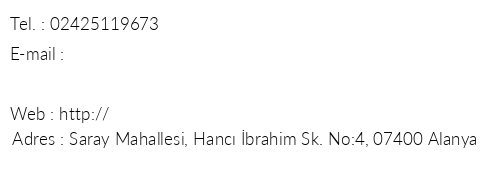 Tel. : 02425119673
E-mail :
Web : http://
Adres : Saray Mahallesi, Hancı İbrahim Sk. No:4, 07400 Alanya